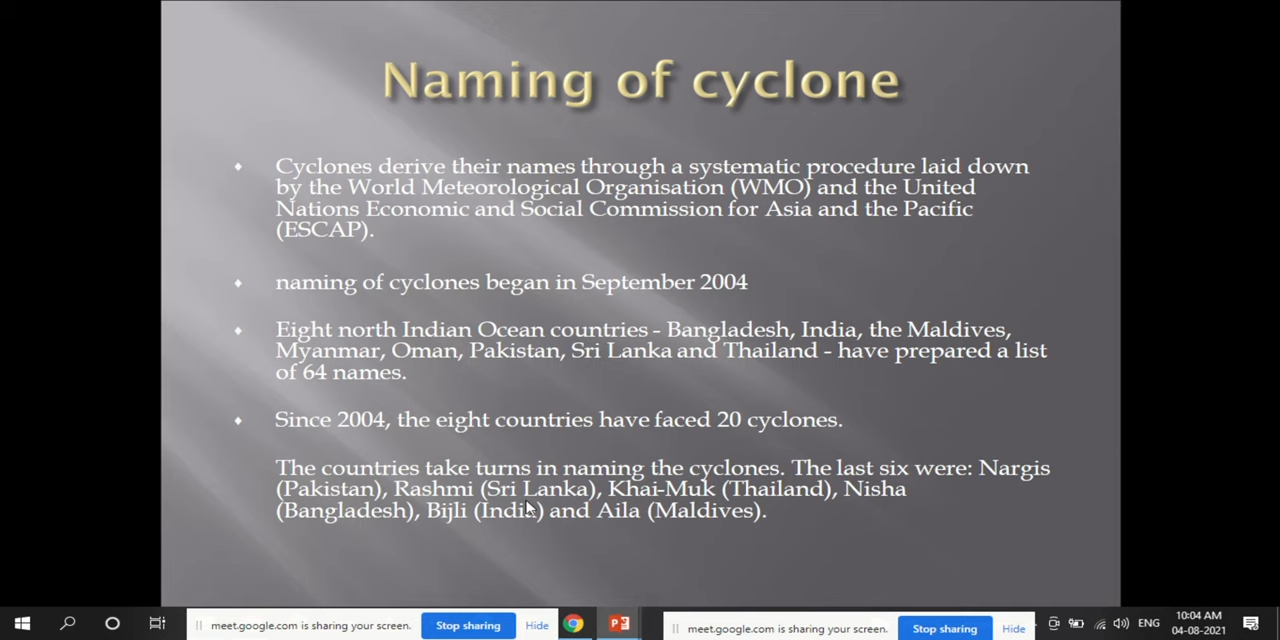 Naming of cyclone
Cyclones derive their names through a systematic procedure laid down
by the World Meteorological Organisation (WMO) and the United
Nations Economic and Social Commission for Asia and the Pacific
(ESCAP).
naming of cyclones began in September 2004
Eight north Indian Ocean countries - Bangladesh, India, the Maldives,
Myanmar, Oman, Pakistan, Sri Lanka and Thailand - have prepared a list
of 64 names.
Since 2004, the eight countries have faced 20 cyclones.
The countries take turns in naming the cyclones. The last six were: Nargis
(Pakistan), Rashmi (Sri Lanka), Khai-Muk (Thailand), Nisha
(Bangladesh), Bijli (India) and Aila (Maldives).
meet.google.com is sharing your screen. Stop sharing Hide
meet.google.com is sharing your screen. Stop sharing Hide
ENG
10:04 AM
04-08-2021